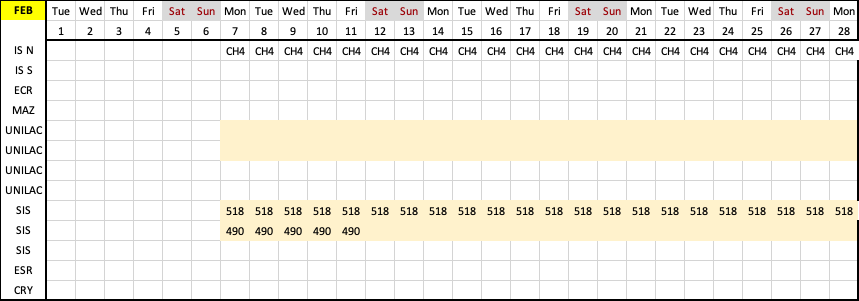 FEB Tue Wed Thu Fri Sat Sun Mon Tue Wed Thu Fri Sat Sun Mon Tue Wed Thu Fri Sat Sun Mon Tue Wed Thu Fri Sat Sun Mon
1 2 3 4 5 6 7 8 9 10 11 12 13 14 15 16 17 18 19 20 21 22 23 24 25 26 27 28
IS N CH4 CH4 CH4 CH4 CH4 CH4 CH4 CH4 CH4 CH4 CH4 CH4 CH4 CH4 CH4 CH4 CH4 CH4 CH4 CH4 CH4 CH4
IS S
ECR
MAZ
UNILAC
UNILAC
UNILAC
UNILAC
SIS 518 518 518 518 518 518 518 518 518 518 518 518 518 518 518 518 518 518 518 518 518 518
SIS 490 490 490 490 490
SIS
ESR
CRY